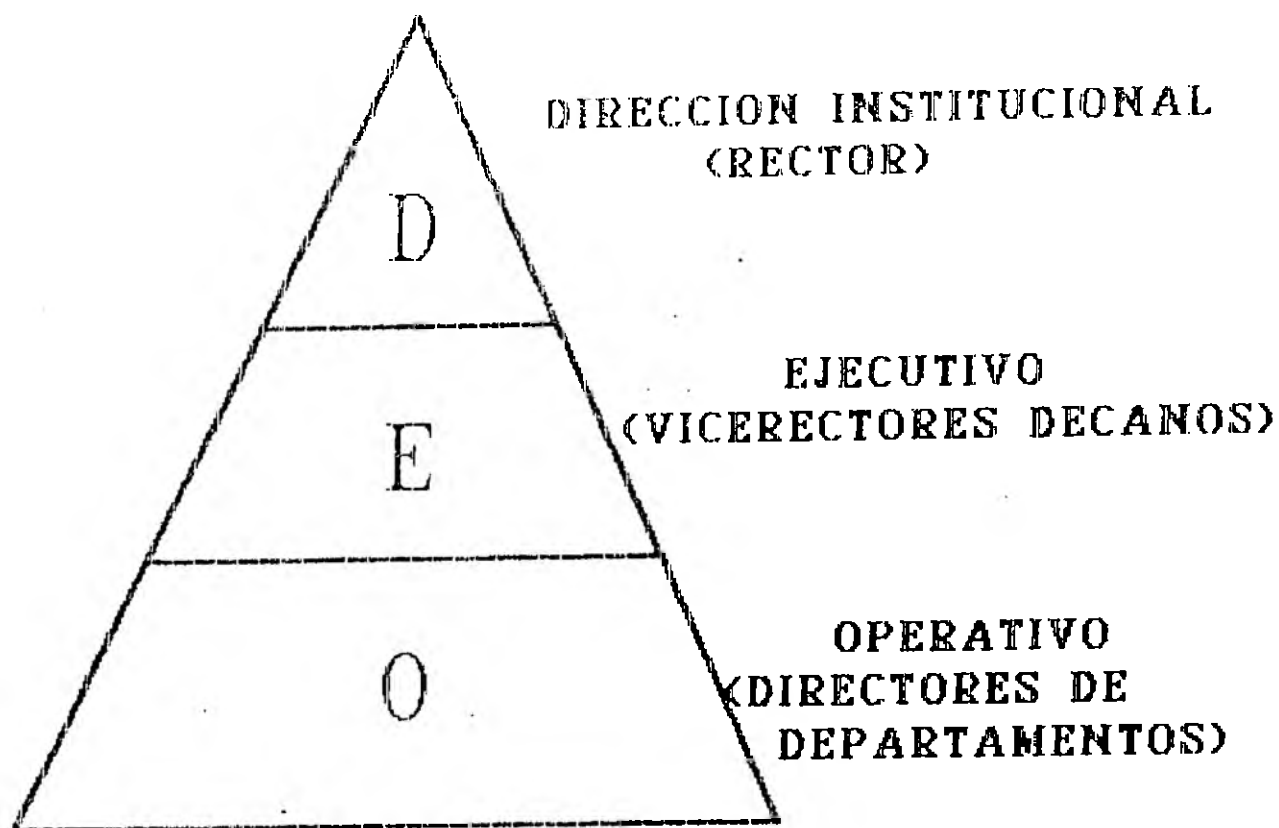 DIRECCION INSTITUCIONAL
(RECTOR)
D
EJECUTIVO
(VICERECTORES DECANOS)
E
OPERATIVO
(DIRECTORES DE
DEPARTAMENTOS)
O